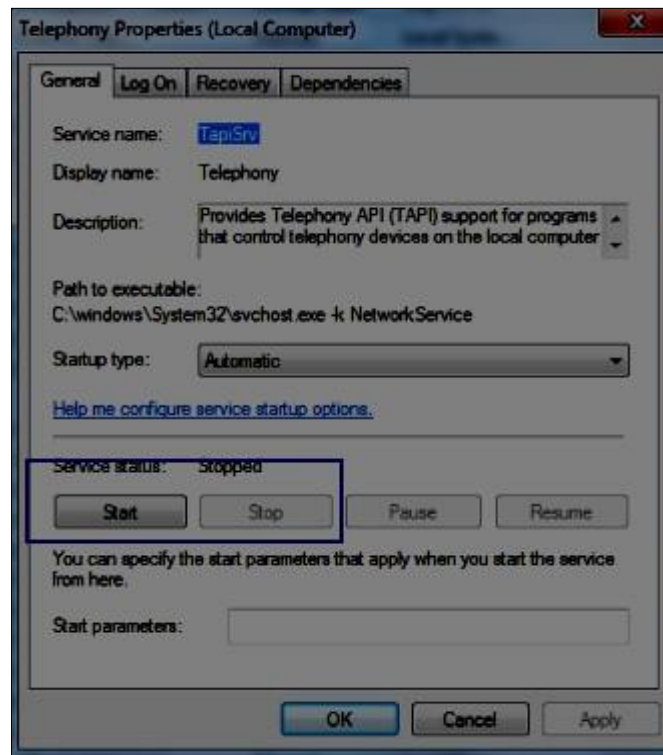 Telephony Properties (Local Computer)
General Log On Recovery Dependencies
Service name: TapiSrv
Display name: Telephony
Description: Provides Telephony API (TAPI) support for programs
that control telephony devices on the local computer
Path to executable:
C:\windows\System32\svchost.exe -k NetworkService
Startup type: Automatic
Help me configure service startup options.
Service status: Stopped
Start Stop Pause Resume
You can specify the start parameters that apply when you start the service
from here.
Start parameters:
OK Cancel Apply